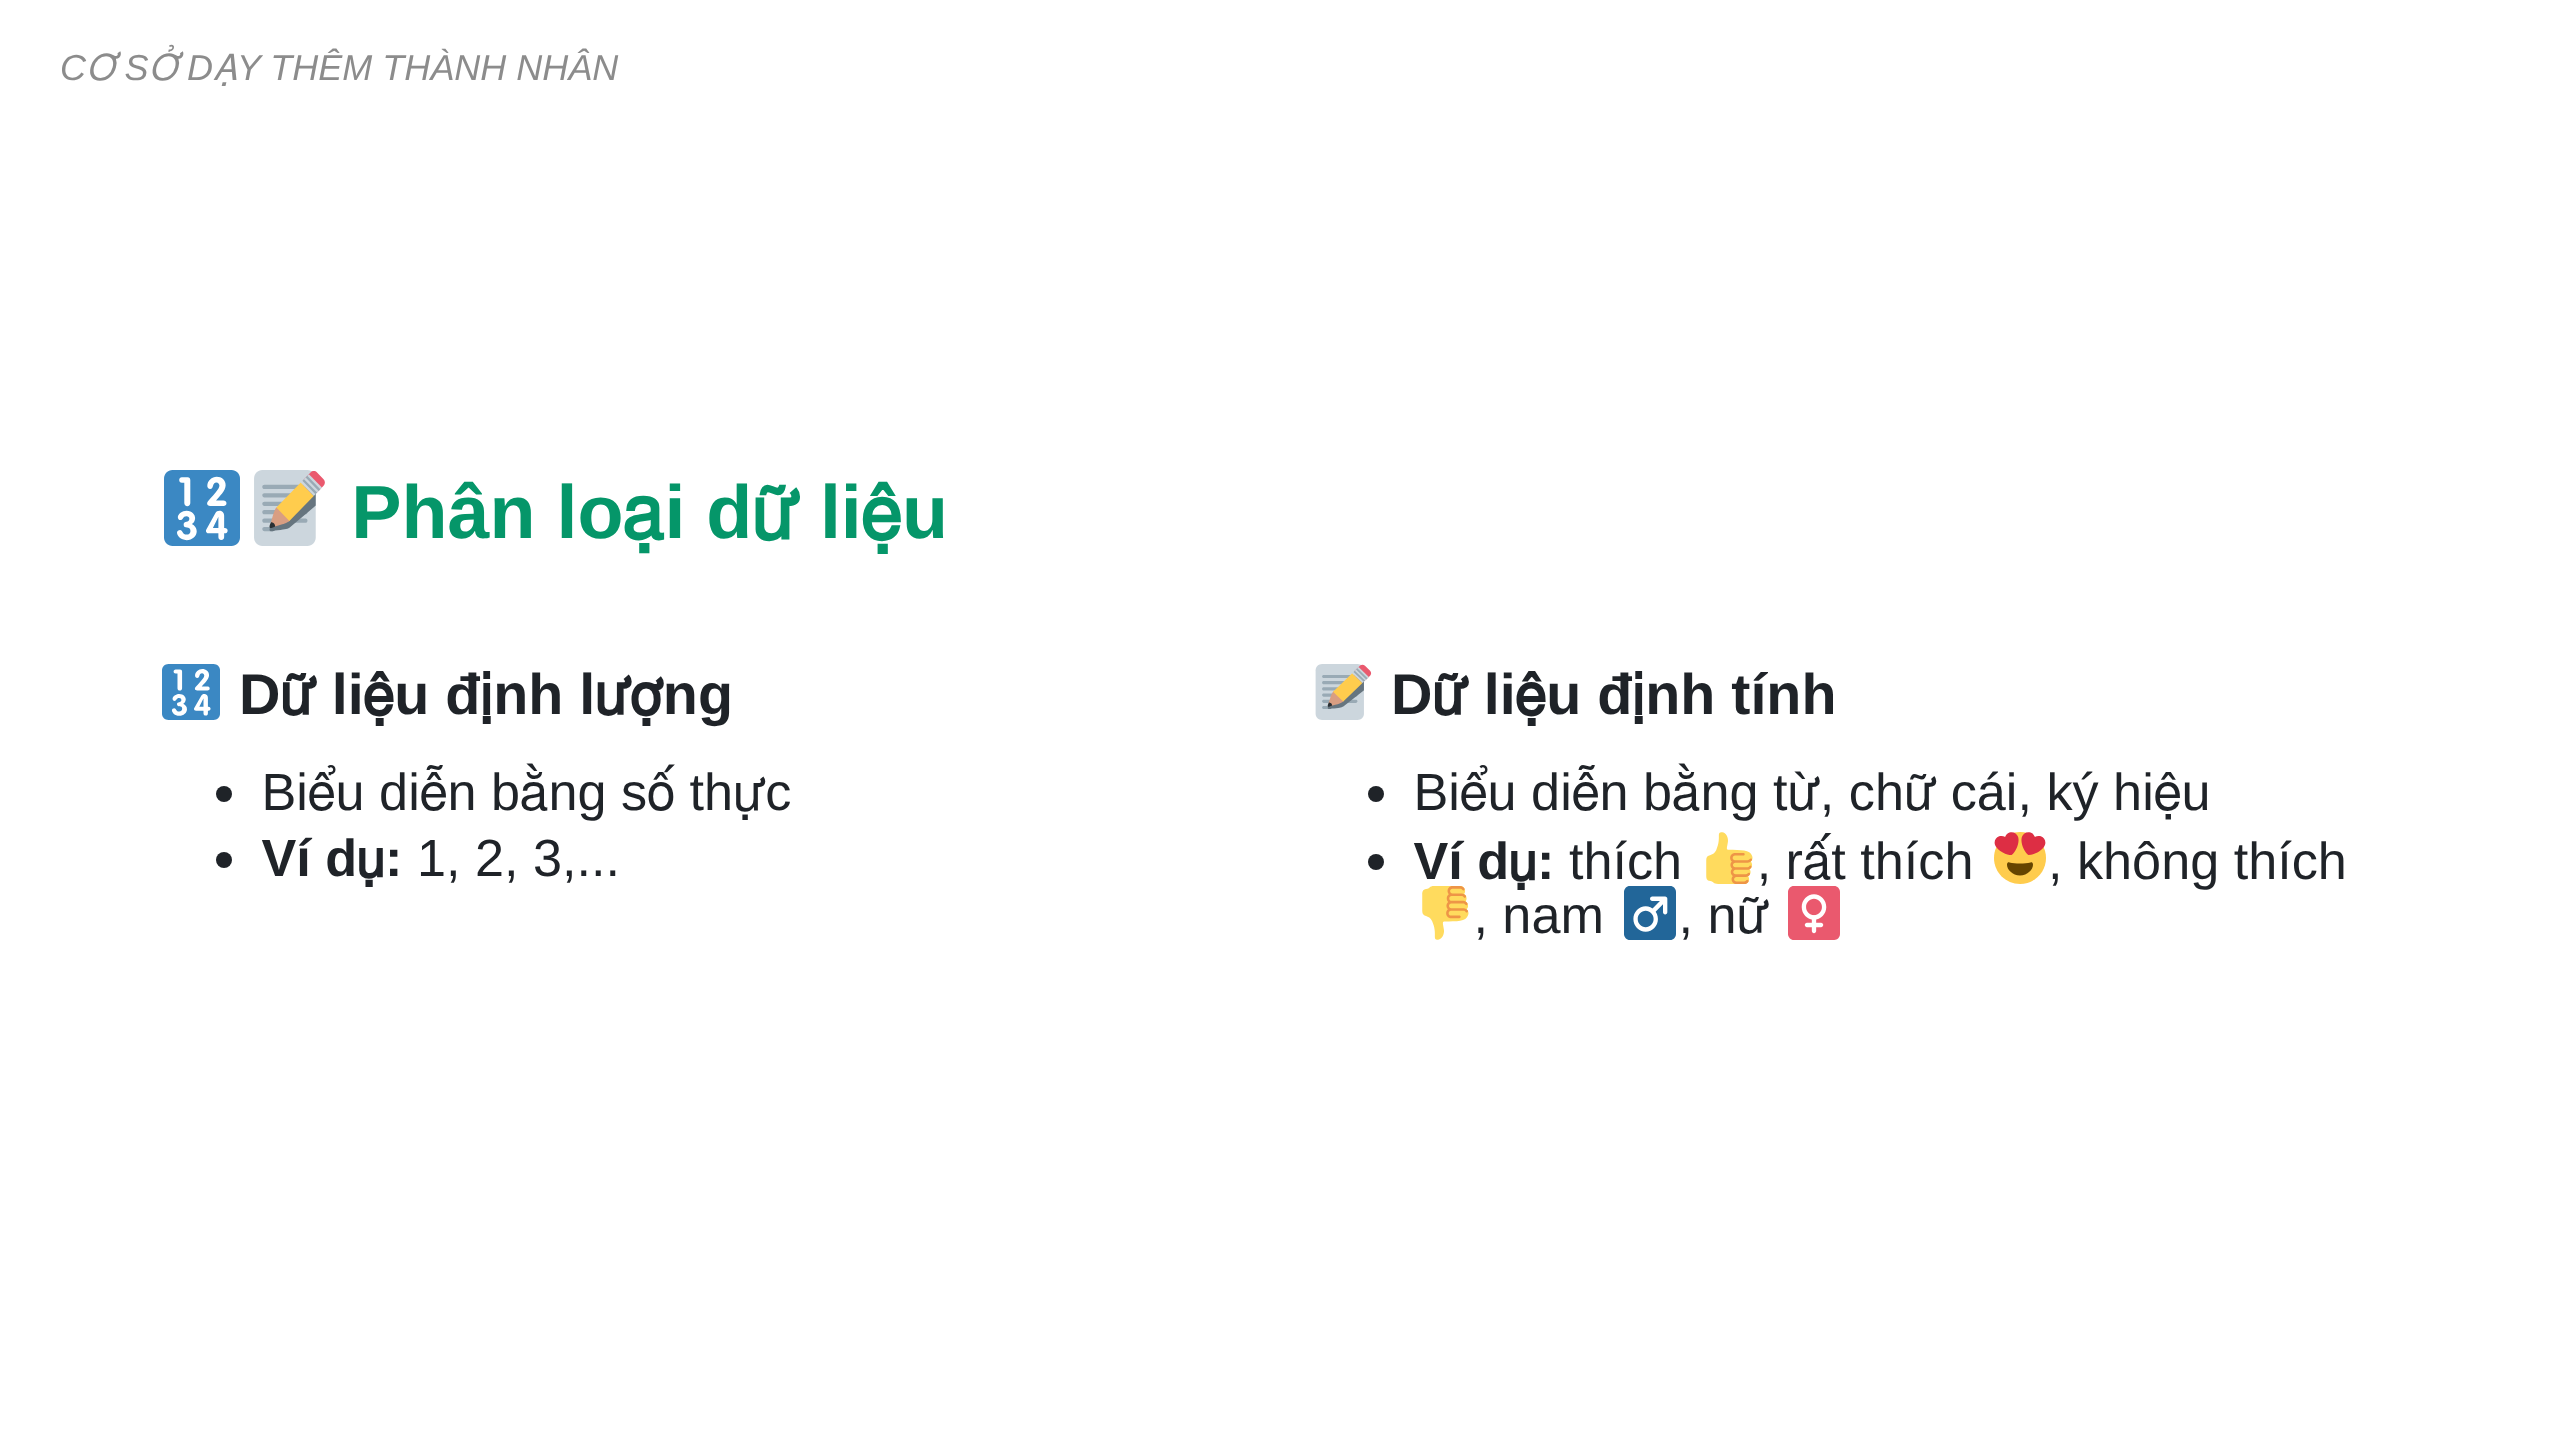 CƠ SỞ DẠY THÊM THÀNH NHÂN
🔢📝 Phân loại dữ liệu
🔢 Dữ liệu định lượng
• Biểu diễn bằng số thực
• Ví dụ: 1, 2, 3,...
📝 Dữ liệu định tính
• Biểu diễn bằng từ, chữ cái, ký hiệu
• Ví dụ: thích 👍, rất thích 😍, không thích
👎, nam ♂️, nữ ♀️